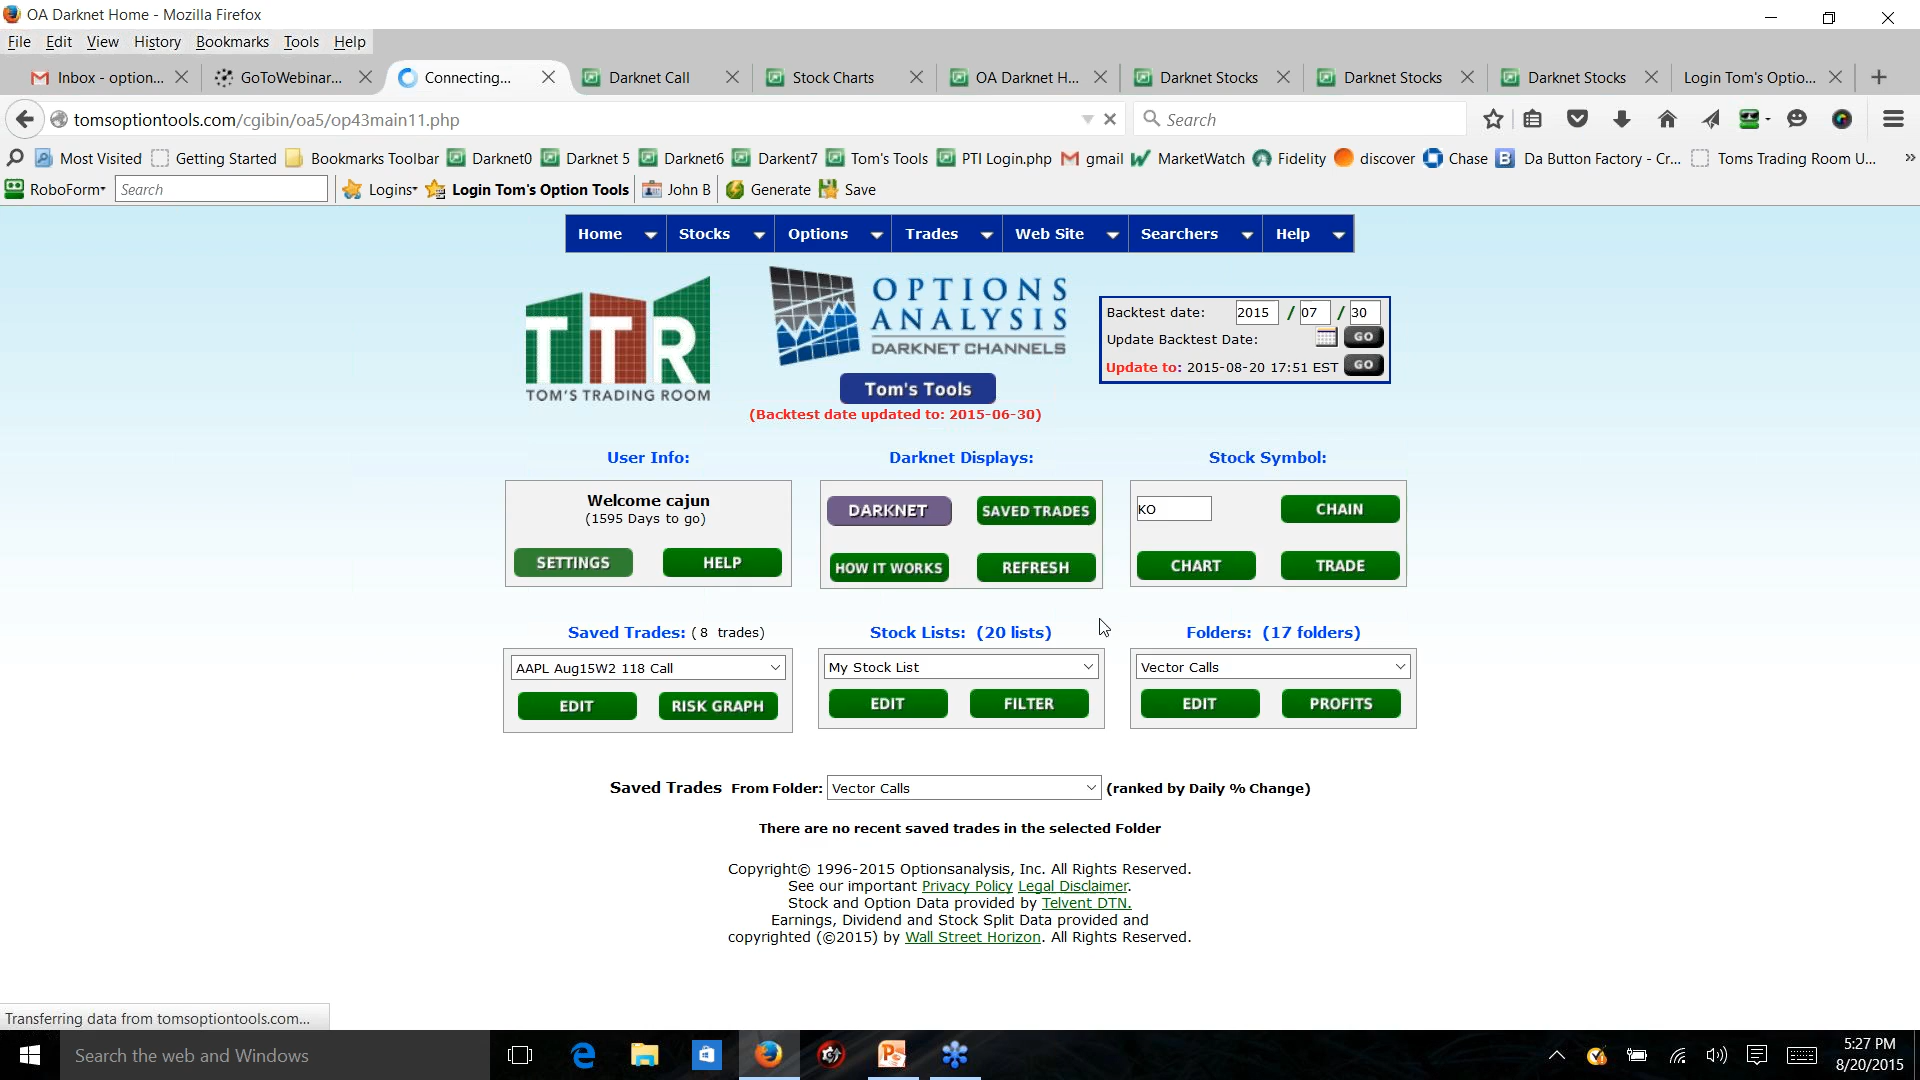 OA Darknet Home - Mozilla Firefox
File Edit View History Bookmarks Tools Help
Inbox - option... GoToWebinar... Connecting... Darknet Call Stock Charts OA Darknet H... Darknet Stocks Darknet Stocks Darknet Stocks Login Tom's Optio...
tomsoptiontools.com/cgibin/oa5/op43main11.php Search
Most Visited Getting Started Bookmarks Toolbar Darknet0 Darknet 5 Darknet6 Darkent7 Tom's Tools PTI Login.php gmail MarketWatch Fidelity discover Chase Da Button Factory - Cr... Toms Trading Room U... »
RoboForm Search Logins Login Tom's Option Tools John B Generate Save
Home Stocks Options Trades Web Site Searchers Help
TTR
TOM'S TRADING ROOM
OPTIONS
ANALYSIS
DARKNET CHANNELS
Tom's Tools
(Backtest date updated to: 2015-06-30)
Backtest date: 2015 / 07 / 30
Update Backtest Date: GO
Update to: 2015-08-20 17:51 EST GO
User Info: Darknet Displays: Stock Symbol:
Welcome cajun
(1595 Days to go)
SETTINGS HELP
DARKNET SAVED TRADES
HOW IT WORKS REFRESH
KO CHAIN
CHART TRADE
Saved Trades: ( 8 trades) Stock Lists: (20 lists) Folders: (17 folders)
AAPL Aug15W2 118 Call My Stock List Vector Calls
EDIT RISK GRAPH EDIT FILTER EDIT PROFITS
Saved Trades From Folder: Vector Calls (ranked by Daily % Change)
There are no recent saved trades in the selected Folder
Copyright© 1996-2015 Optionsanalysis, Inc. All Rights Reserved.
See our important Privacy Policy Legal Disclaimer.
Stock and Option Data provided by Telvent DTN.
Earnings, Dividend and Stock Split Data provided and
copyrighted (©2015) by Wall Street Horizon. All Rights Reserved.
Transferring data from tomsoptiontools.com...
Search the web and Windows
5:27 PM
8/20/2015